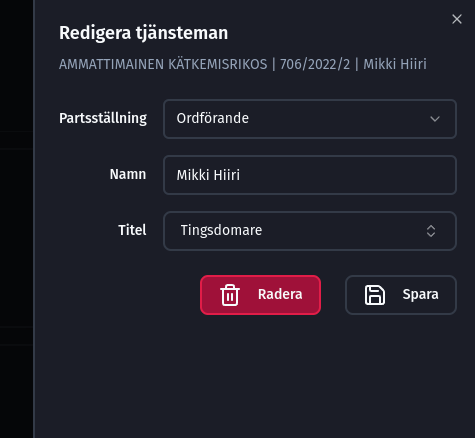 Redigera tjänsteman
AMMATTIMAINEN KÄTKEMISRIKOS | 706/2022/2 | Mikki Hiiri
Partsställning Ordförande
Namn Mikki Hiiri
Titel Tingsdomare
Radera Spara